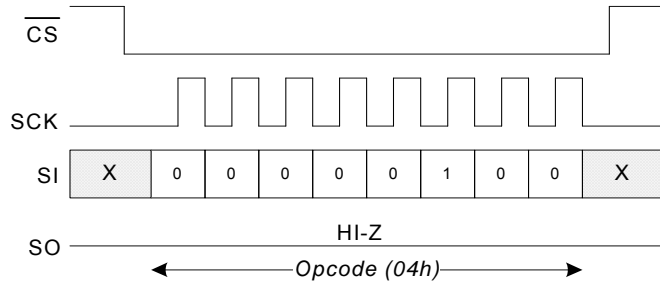 CS
SCK
SI X 0 0 0 0 0 1 0 0 X
SO HI-Z
Opcode (04h)